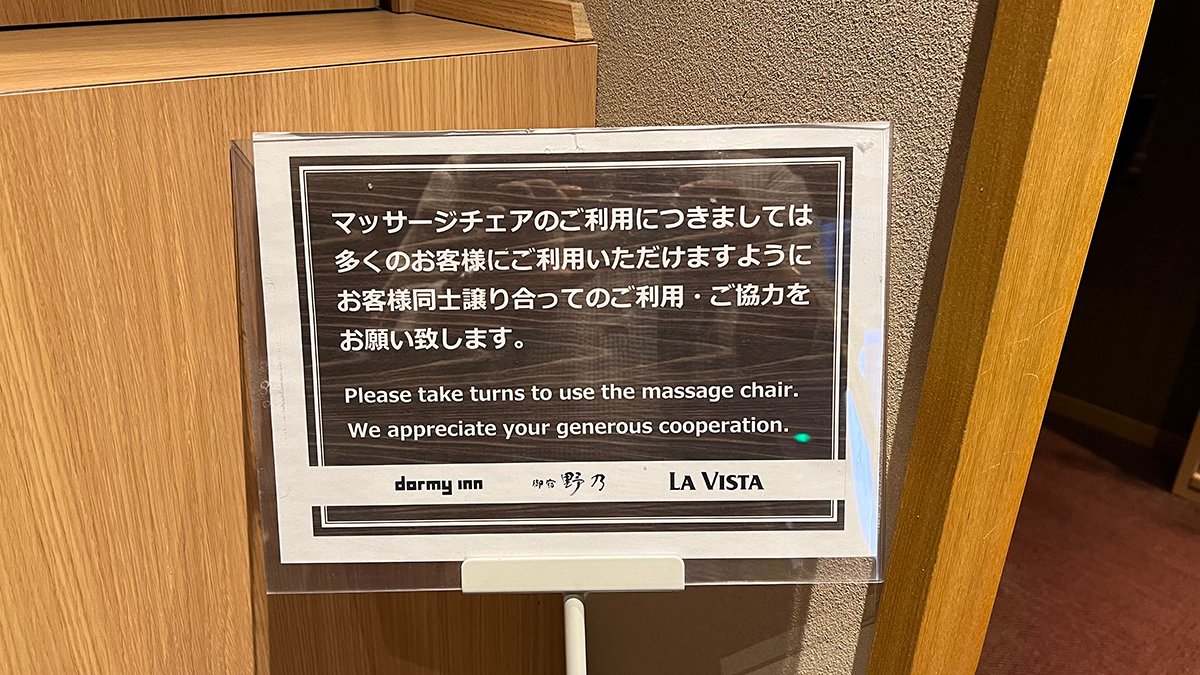 マッサージチェアのご利用につきましては
多くのお客様にご利用いただけますように
お客様同士譲り合ってのご利用・ご協力を
お願い致します。
Please take turns to use the massage chair.
We appreciate your generous cooperation.
dormy inn 御宿 野乃 LA VISTA